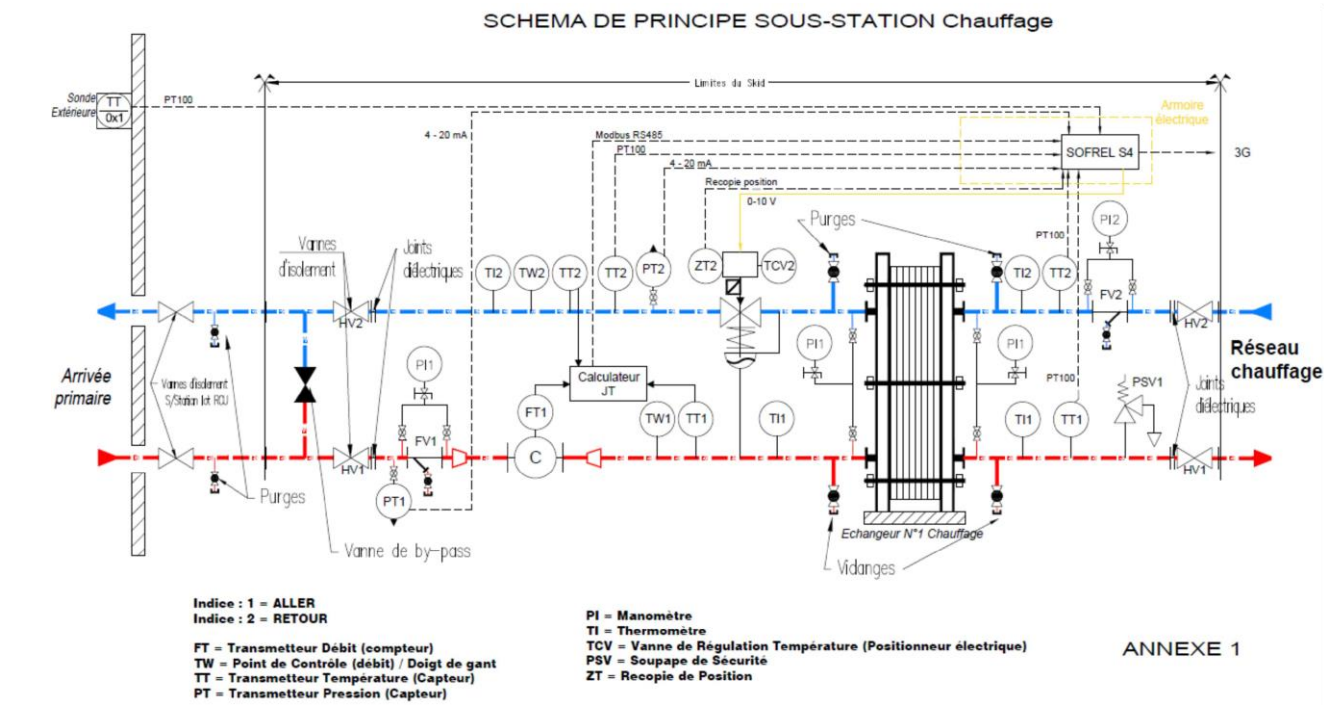 SCHEMA DE PRINCIPE SOUS-STATION Chauffage
Limites du Skid
Sonde
Extérieure
TT
0x1
PT100
Armoire
électrique
4 - 20 mA
Modbus RS485
PT100
4 - 20 mA
SOFREL S4
3G
Recopie position
0-10 V
Purges
PT100
PI2
Vannes
d'isolement
Joints
diélectriques
TI2
TW2
TT2
TT2
PT2
ZT2
TCV2
TI2
TT2
FV2
HV2
HV2
Arrivée
primaire
Vannes d'isolement
S/Station lot RCU
PI1
Calculateur
JT
PI1
PI1
PT100
PSV1
Joints
diélectriques
Réseau
chauffage
FT1
TW1
TT1
TI1
TI1
TT1
HV1
FV1
C
HV1
PT1
Purges
Vanne de by-pass
Echangeur N°1 Chauffage
Vidanges
Indice : 1 = ALLER
Indice : 2 = RETOUR
FT = Transmetteur Débit (compteur)
TW = Point de Contrôle (débit) / Doigt de gant
TT = Transmetteur Température (Capteur)
PT = Transmetteur Pression (Capteur)
PI = Manomètre
TI = Thermomètre
TCV = Vanne de Régulation Température (Positionneur électrique)
PSV = Soupape de Sécurité
ZT = Recopie de Position
ANNEXE 1